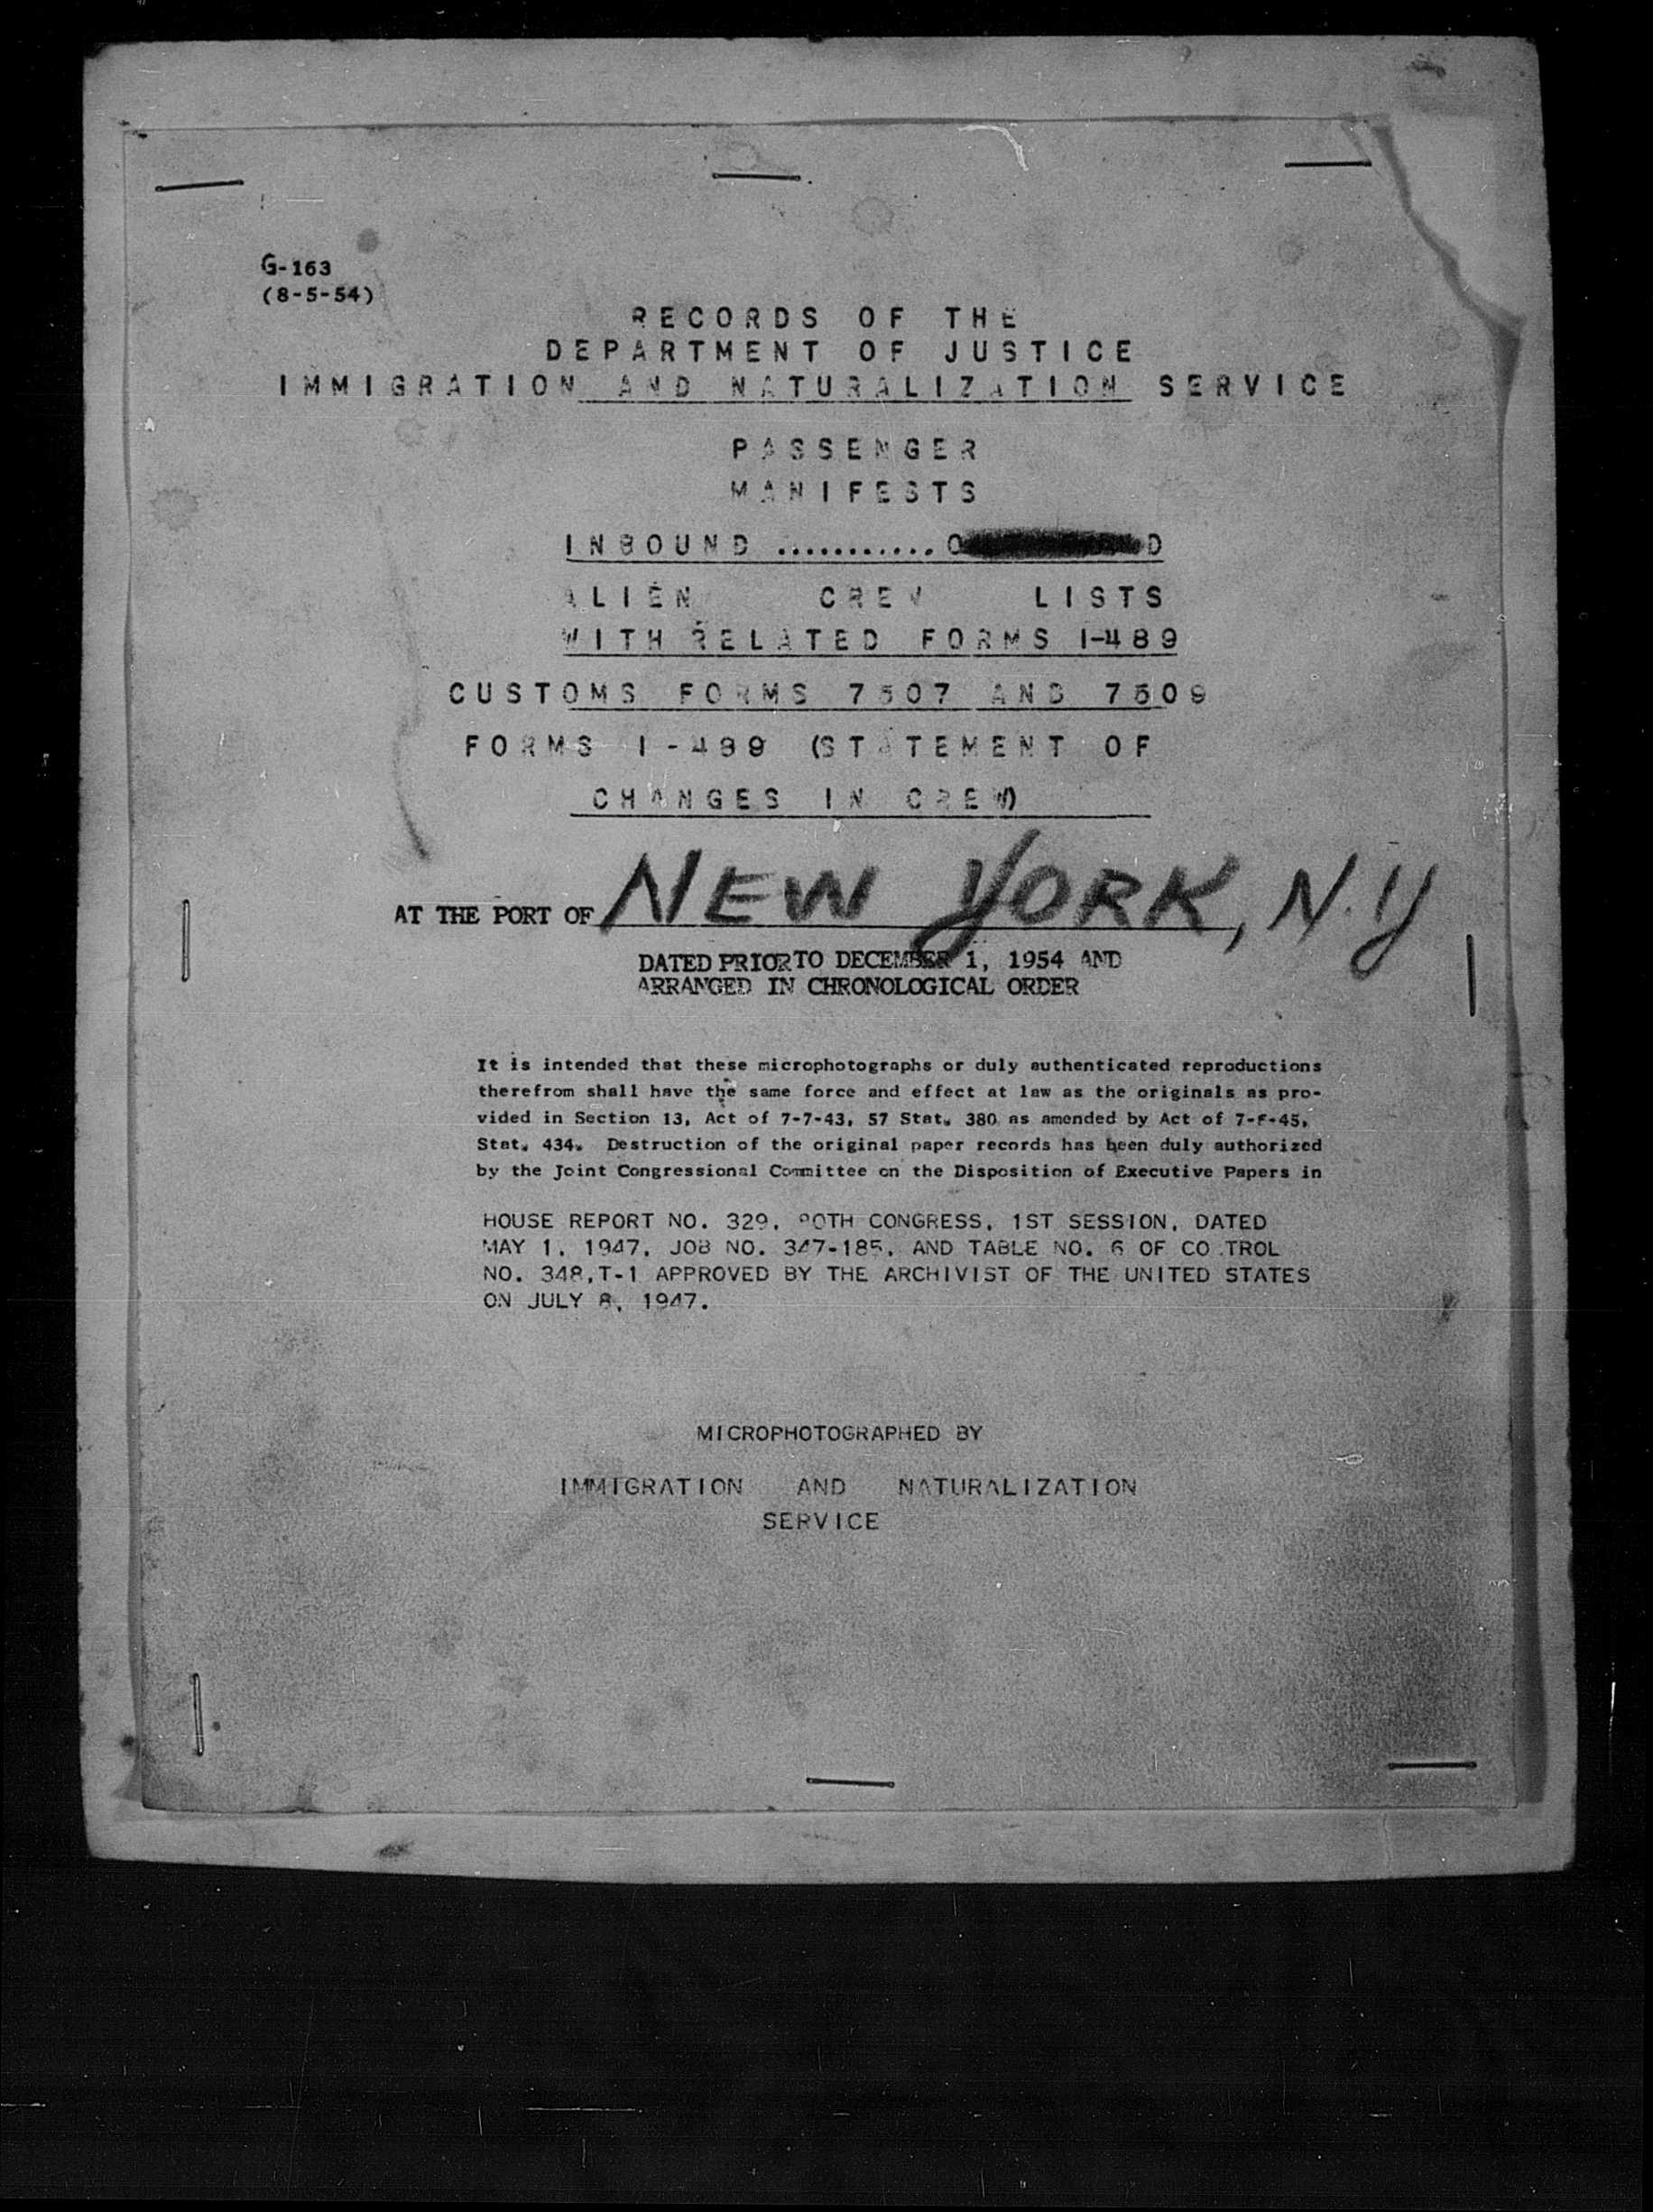 G-163
(8-5-54)
RECORDS OF THE
DEPARTMENT OF JUSTICE
IMMIGRATION AND NATURALIZATION SERVICE
PASSENGER
MANIFESTS
INBOUND ...........O D
ALIEN CREW LISTS
WITH RELATED FORMS I-489
CUSTOMS FORMS 7507 AND 7509
FORMS I-489 (STATEMENT OF
CHANGES IN CREW)
AT THE PORT OF NEW YORK, N.Y
DATED PRIOR TO DECEMBER 1, 1954 AND
ARRANGED IN CHRONOLOGICAL ORDER
It is intended that these microphotographs or duly authenticated reproductions
therefrom shall have the same force and effect at law as the originals as pro-
vided in Section 13, Act of 7-7-43, 57 Stat. 380 as amended by Act of
Stat. 434. Destruction of the original paper records has been duly authorized
by the Joint Congressional Committee on the Disposition of Executive Papers in
HOUSE REPORT NO. 329, 80TH CONGRESS, 1ST SESSION, DATED
MAY 1, 1947, JOB NO. 347-185, AND TABLE NO. 6 OF CO TROL
NO. 348,T-1 APPROVED BY THE ARCHIVIST OF THE UNITED STATES
ON JULY 8, 1947.
MICROPHOTOGRAPHED BY
IMMIGRATION AND NATURALIZATION
SERVICE